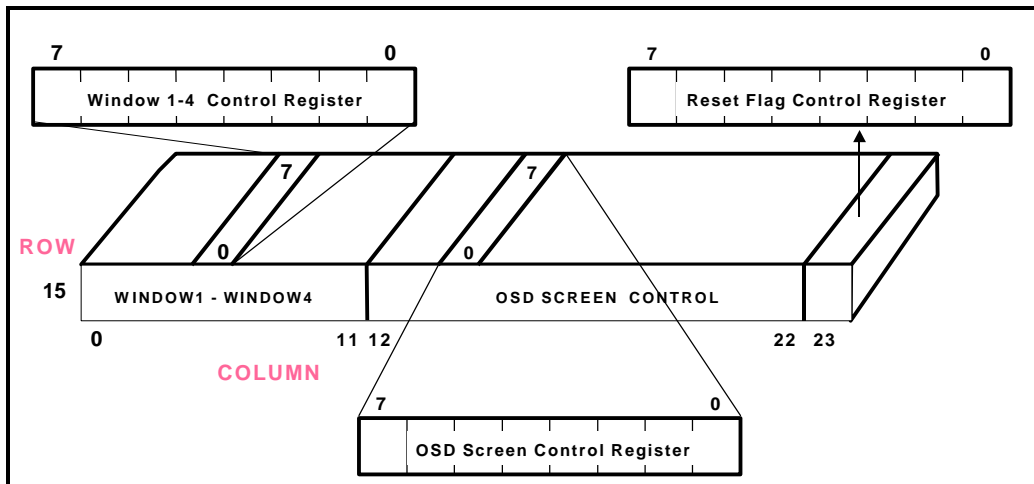 7 0
Window 1-4 Control Register
7 0
Reset Flag Control Register
7
7
ROW
0
0
15
WINDOW1 - WINDOW4
OSD SCREEN CONTROL
0
11
12
22
23
COLUMN
7 0
OSD Screen Control Register